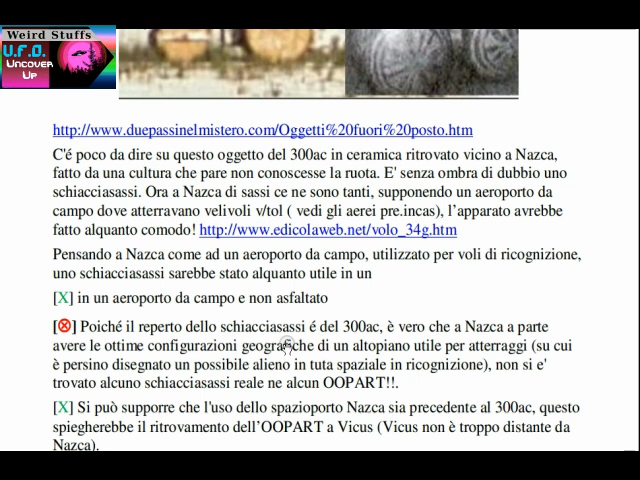 Weird Stuffs
U.F.O.
Uncover
Up
http://www.duepassinelmistero.com/Oggetti%20fuori%20posto.htm
C'é poco da dire su questo oggetto del 300ac in ceramica ritrovato vicino a Nazca,
fatto da una cultura che pare non conoscesse la ruota. E' senza ombra di dubbio uno
schiacciasassi. Ora a Nazca di sassi ce ne sono tanti, supponendo un aeroporto da
campo dove atterravano velivoli v/tol ( vedi gli aerei pre.incas), l’apparato avrebbe
fatto alquanto comodo! http://www.edicolaweb.net/volo_34g.htm
Pensando a Nazca come ad un aeroporto da campo, utilizzato per voli di ricognizione,
uno schiacciasassi sarebbe stato alquanto utile in un
[X] in un aeroporto da campo e non asfaltato
[⊗] Poiché il reperto dello schiacciasassi é del 300ac, è vero che a Nazca a parte
avere le ottime configurazioni geografiche di un altopiano utile per atterraggi (su cui
è persino disegnato un possibile alieno in tuta spaziale in ricognizione), non si e'
trovato alcuno schiacciasassi reale ne alcun OOPART!!.
[X] Si può supporre che l'uso dello spazioporto Nazca sia precedente al 300ac, questo
spiegherebbe il ritrovamento dell’OOPART a Vicus (Vicus non è troppo distante da
Nazca).